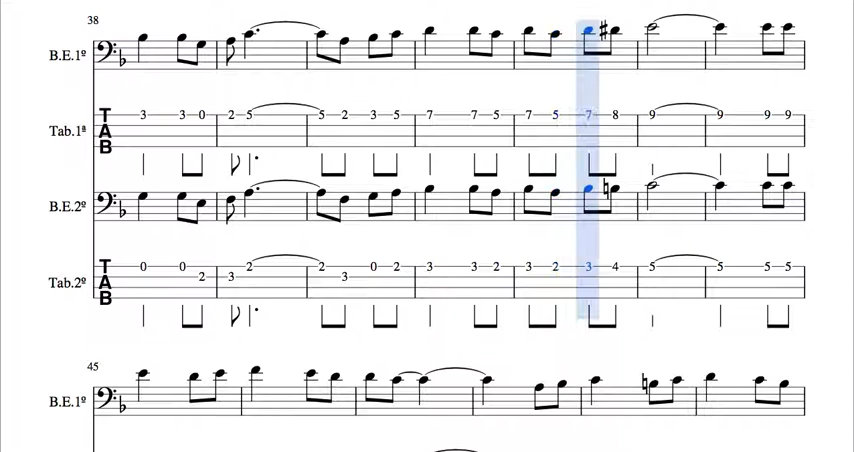 38
B.E.1º
Tab.1ª
T A B
3 3 0 2 5 5 2 3 5 7 7 5 7 5 7 8 9 9 9 9
B.E.2º
Tab.2º
T A B
0 0 2 3 2 2 3 0 2 3 3 2 3 2 3 4 5 5 5 5
45
B.E.1º